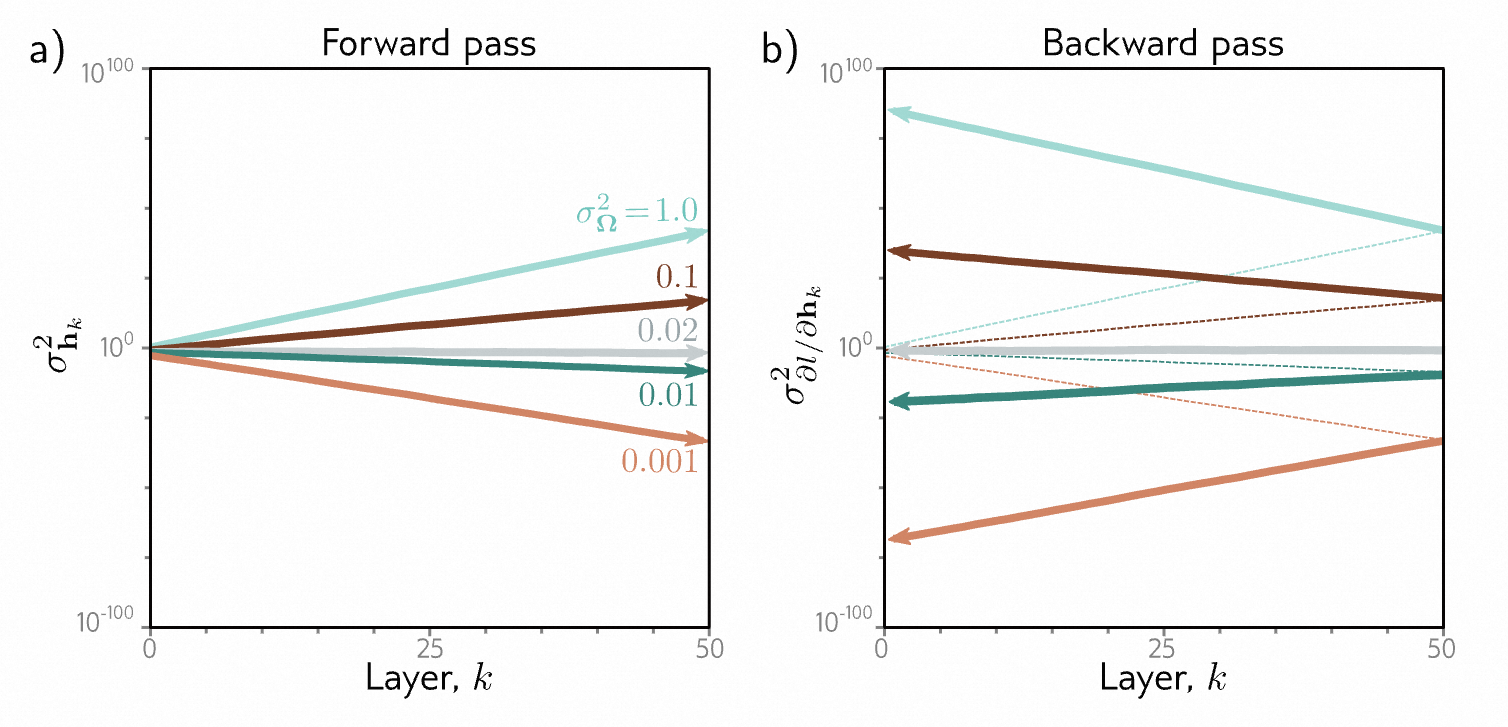 a)
Forward pass
10^100
10^0
10^-100
σ²_h_k
σ²_Ω = 1.0
0.1
0.02
0.01
0.001
0
25
50
Layer, k
b)
Backward pass
10^100
10^0
10^-100
σ²_∂l/∂h_k
0
25
50
Layer, k